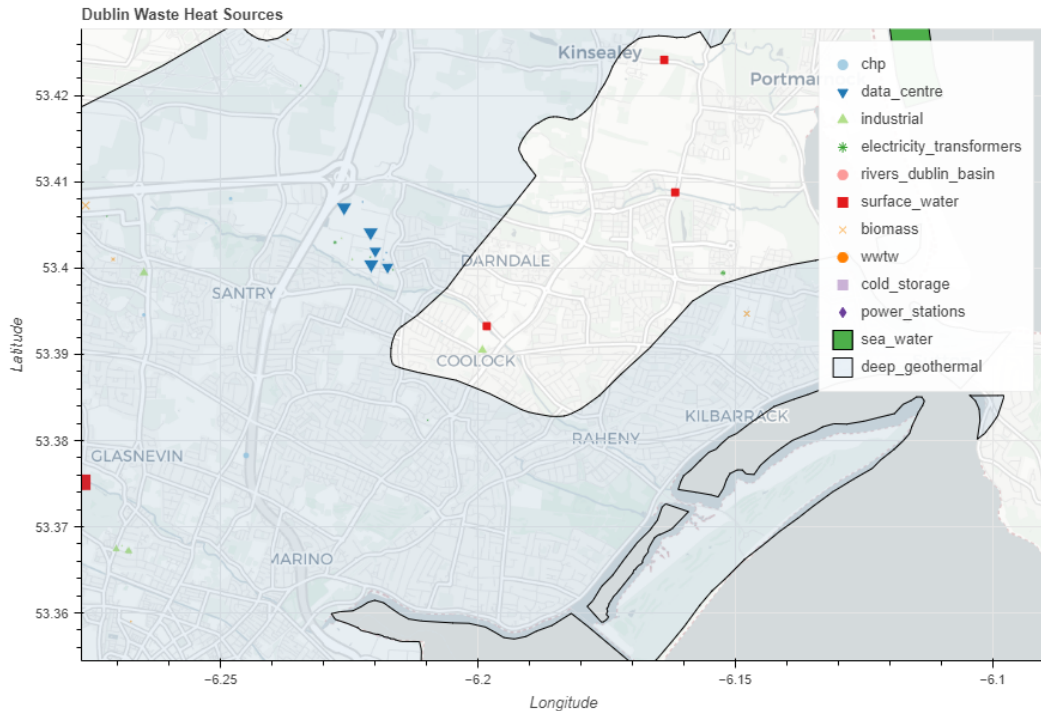 Dublin Waste Heat Sources
Kinsealey
Portmarnock
chp
data_centre
industrial
electricity_transformers
rivers_dublin_basin
surface_water
biomass
wwtw
cold_storage
power_stations
sea_water
deep_geothermal
53.42
53.41
53.4
53.39
53.38
53.37
53.36
Latitude
DARNDALE
SANTRY
COOLOCK
KILBARRACK
RAHENY
GLASNEVIN
MARINO
−6.25
−6.2
−6.15
−6.1
Longitude